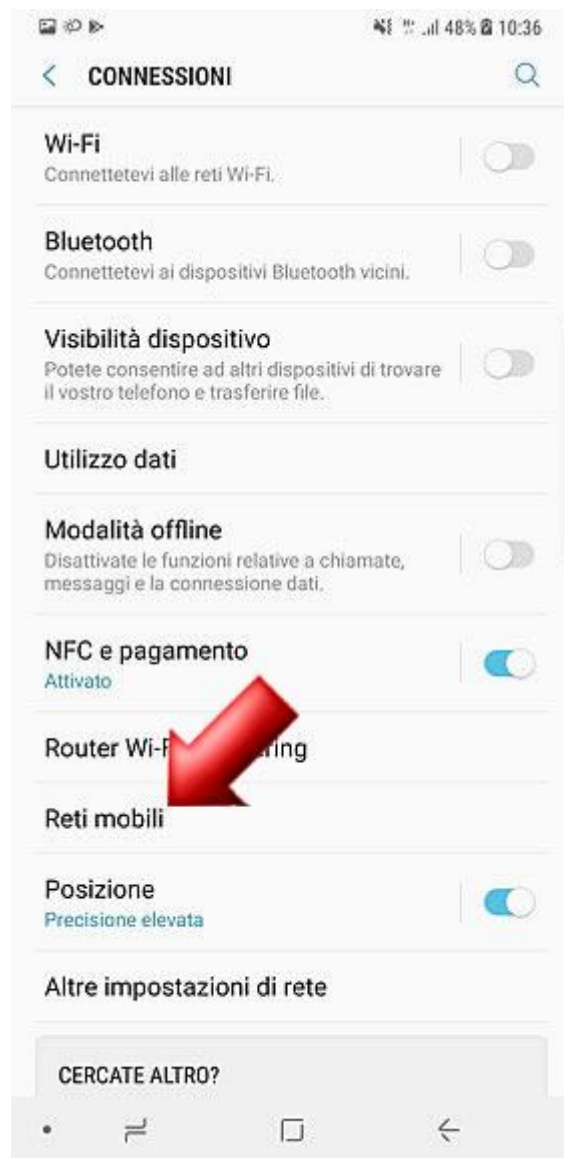 48% 10:36
CONNESSIONI
Wi-Fi
Connettetevi alle reti Wi-Fi.
Bluetooth
Connettetevi ai dispositivi Bluetooth vicini.
Visibilità dispositivo
Potete consentire ad altri dispositivi di trovare
il vostro telefono e trasferire file.
Utilizzo dati
Modalità offline
Disattivate le funzioni relative a chiamate,
messaggi e la connessione dati.
NFC e pagamento
Attivato
Router
Reti mobili
Posizione
Precisione elevata
Altre impostazioni di rete
CERCATE ALTRO?